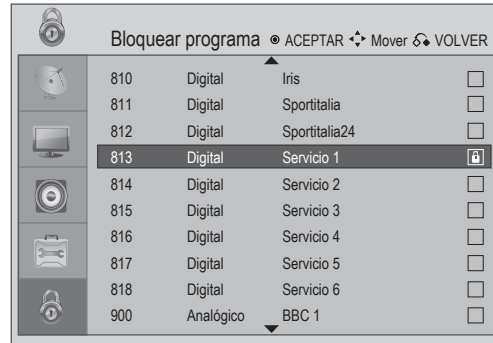 Bloquear programa ACEPTAR Mover VOLVER
810 Digital Iris
811 Digital Sportitalia
812 Digital Sportitalia24
813 Digital Servicio 1
814 Digital Servicio 2
815 Digital Servicio 3
816 Digital Servicio 4
817 Digital Servicio 5
818 Digital Servicio 6
900 Analógico BBC 1